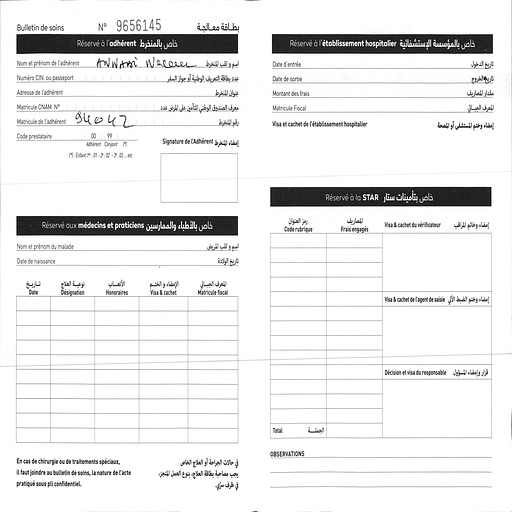 Bulletin de soins N° 9656145 بطاقة معالجة
Réservé à l'adhérent خاص بالمنخرط
Nom et prénom de l'adhérent اسم و لقب المنخرط
Numéro CIN ou passeport عدد بطاقة التعريف الوطنية أو جواز السفر
Adresse de l'adhérent عنوان المنخرط
Matricule CNAM N° معرف الصندوق الوطني للتأمين على المرض عدد
Matricule de l'adhérent 94042 رقم المنخرط
Code prestataire 00 99
Adhérent Conjoint (*)
(*) : Enfant 1er : 01 - 2e : 02 - 3e : 03 ... etc
Signature de l'Adhérent إمضاء المنخرط
Réservé aux médecins et praticiens خاص بالأطباء والممارسين
Nom et prénom du malade اسم و لقب المريض
Date de naissance تاريخ الولادة
تاريخ نوعية العلاج الأتعاب الإمضاء و الختم المعرف الجبائي
Date Désignation Honoraires Visa & cachet Matricule fiscal
En cas de chirurgie ou de traitements spéciaux,
il faut joindre au bulletin de soins, la nature de l'acte
pratiqué sous pli confidentiel.
في حالات الجراحة أو العلاج الخاص
يجب مصاحبة بطاقة العلاج، بنوع العمل المنجز،
في ظرف سري.
Réservé à l'établissement hospitalier خاص بالمؤسسة الإستشفائية
Date d'entrée تاريخ الدخول
Date de sortie تاريخ الخروج
Montant des frais مقدار المصاريف
Matricule Fiscal المعرف الجبائي
Visa et cachet de l'établissement hospitalier إمضاء وختم المستشفى أو المصحة
Réservé à la STAR خاص بتأمينات ستار
رمز العنوان المصاريف
Code rubrique Frais engagés
Visa & cachet du vérificateur إمضاء وخاتم المراقب
Visa & cachet de l'agent de saisie إمضاء وختم الضبط الآلي
Décision et visa du responsable قرار وإمضاء المسؤول
Total الجملة
OBSERVATIONS